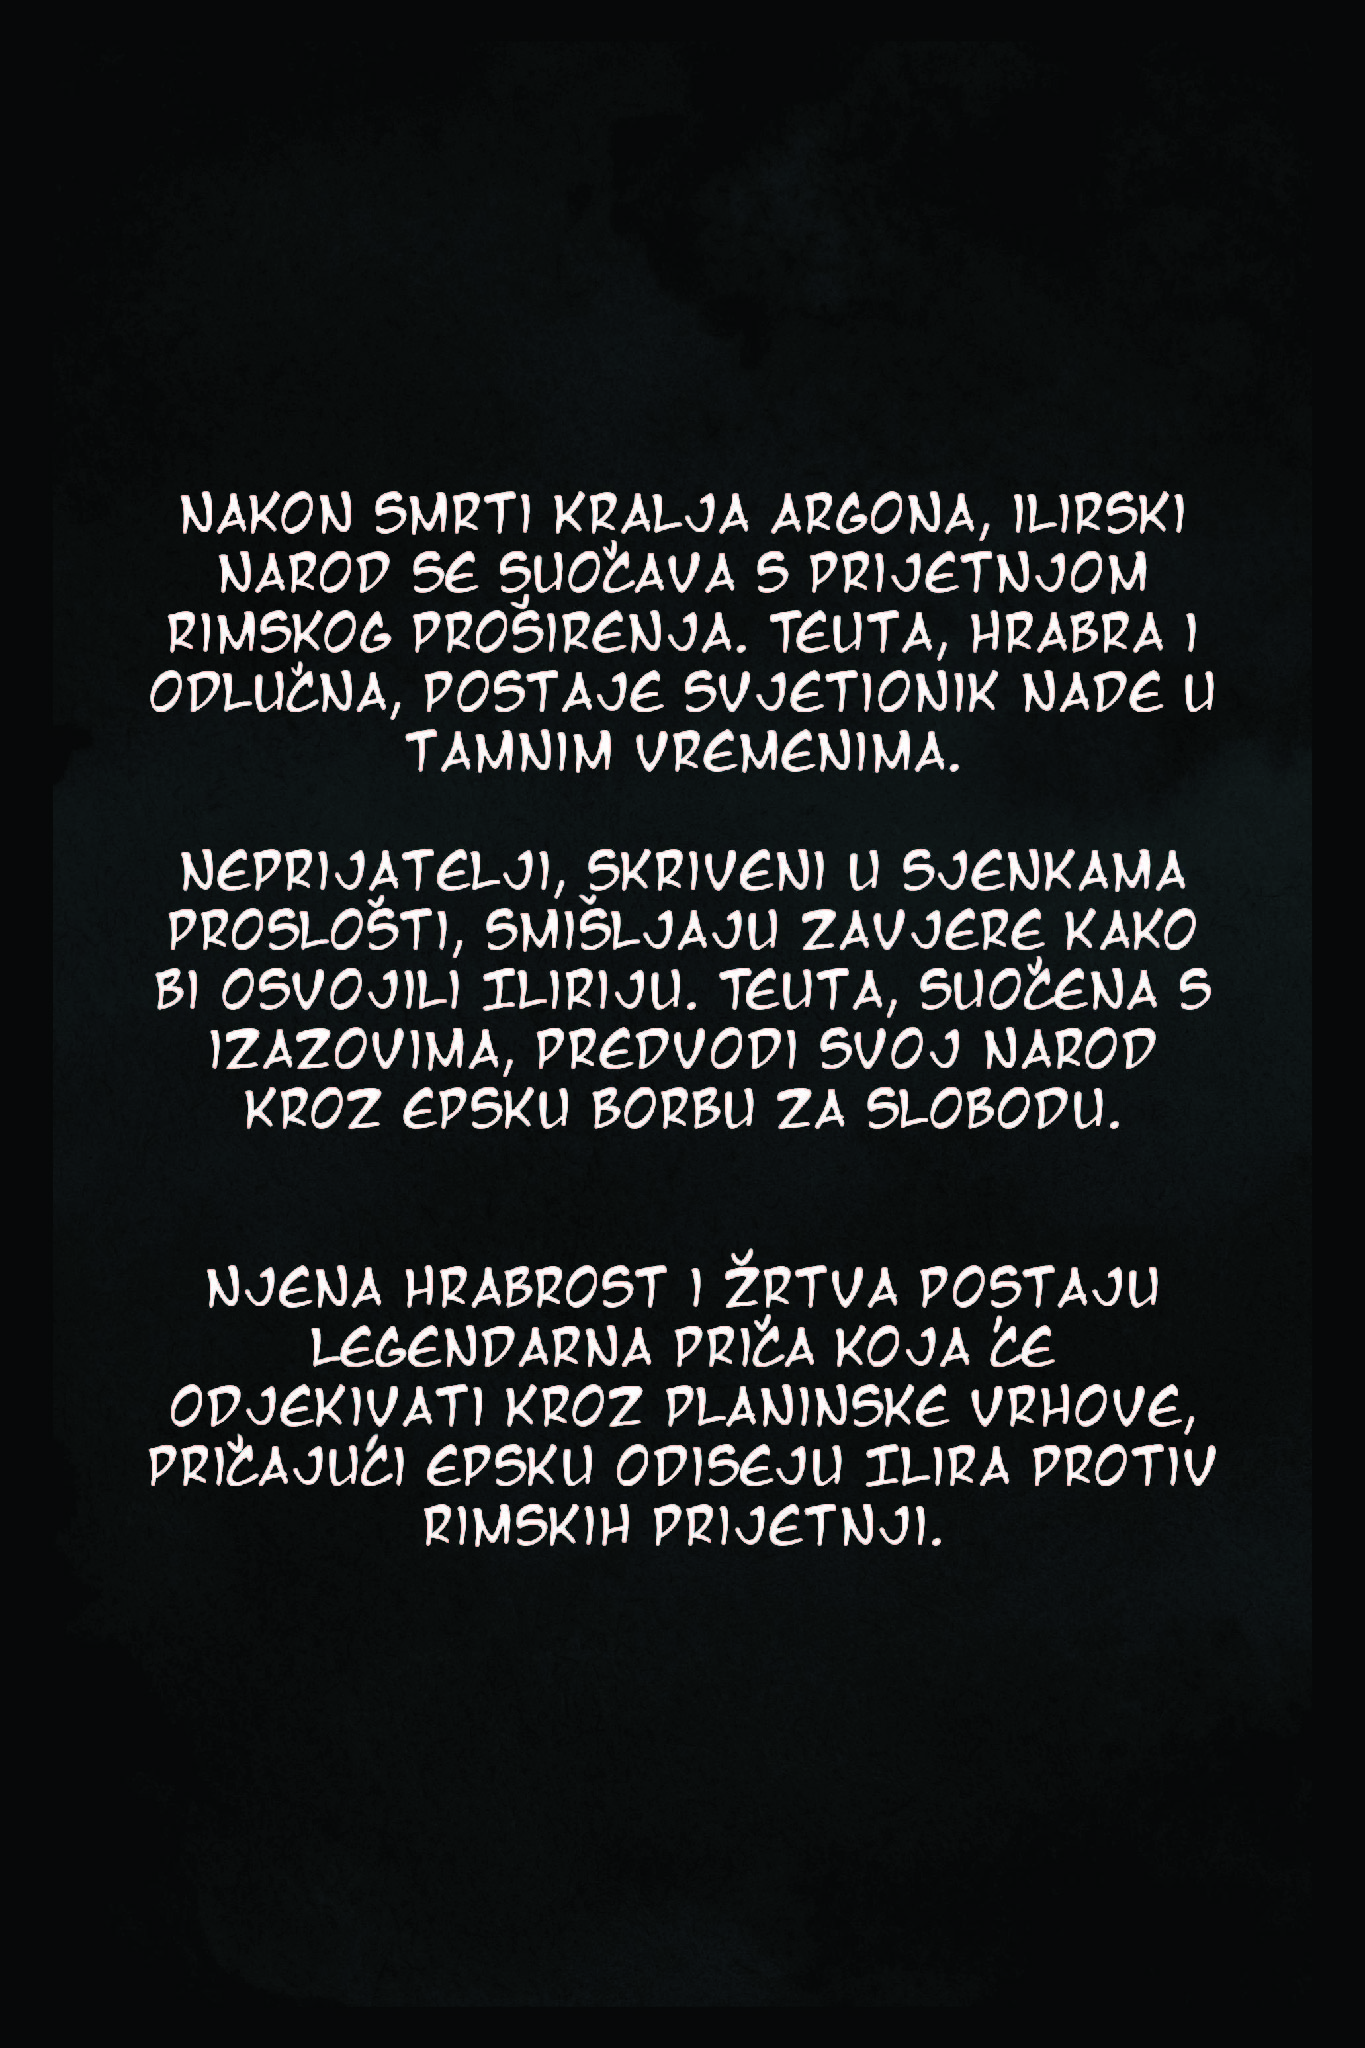 NAKON SMRTI KRALJA ARGONA, ILIRSKI
NAROD SE SUOČAVA S PRIJETNJOM
RIMSKOG PROŠIRENJA. TEUTA, HRABRA I
ODLUČNA, POSTAJE SVJETIONIK NADE U
TAMNIM VREMENIMA.
NEPRIJATELJI, SKRIVENI U SJENKAMA
PROSLOŠTI, SMIŠLJAJU ZAVJERE KAKO
BI OSVOJILI ILIRIJU. TEUTA, SUOČENA S
IZAZOVIMA, PREDVODI SVOJ NAROD
KROZ EPSKU BORBU ZA SLOBODU.
NJENA HRABROST I ŽRTVA POSTAJU
LEGENDARNA PRIČA KOJA ĆE
ODJEKIVATI KROZ PLANINSKE VRHOVE,
PRIČAJUĆI EPSKU ODISEJU ILIRA PROTIV
RIMSKIH PRIJETNJI.